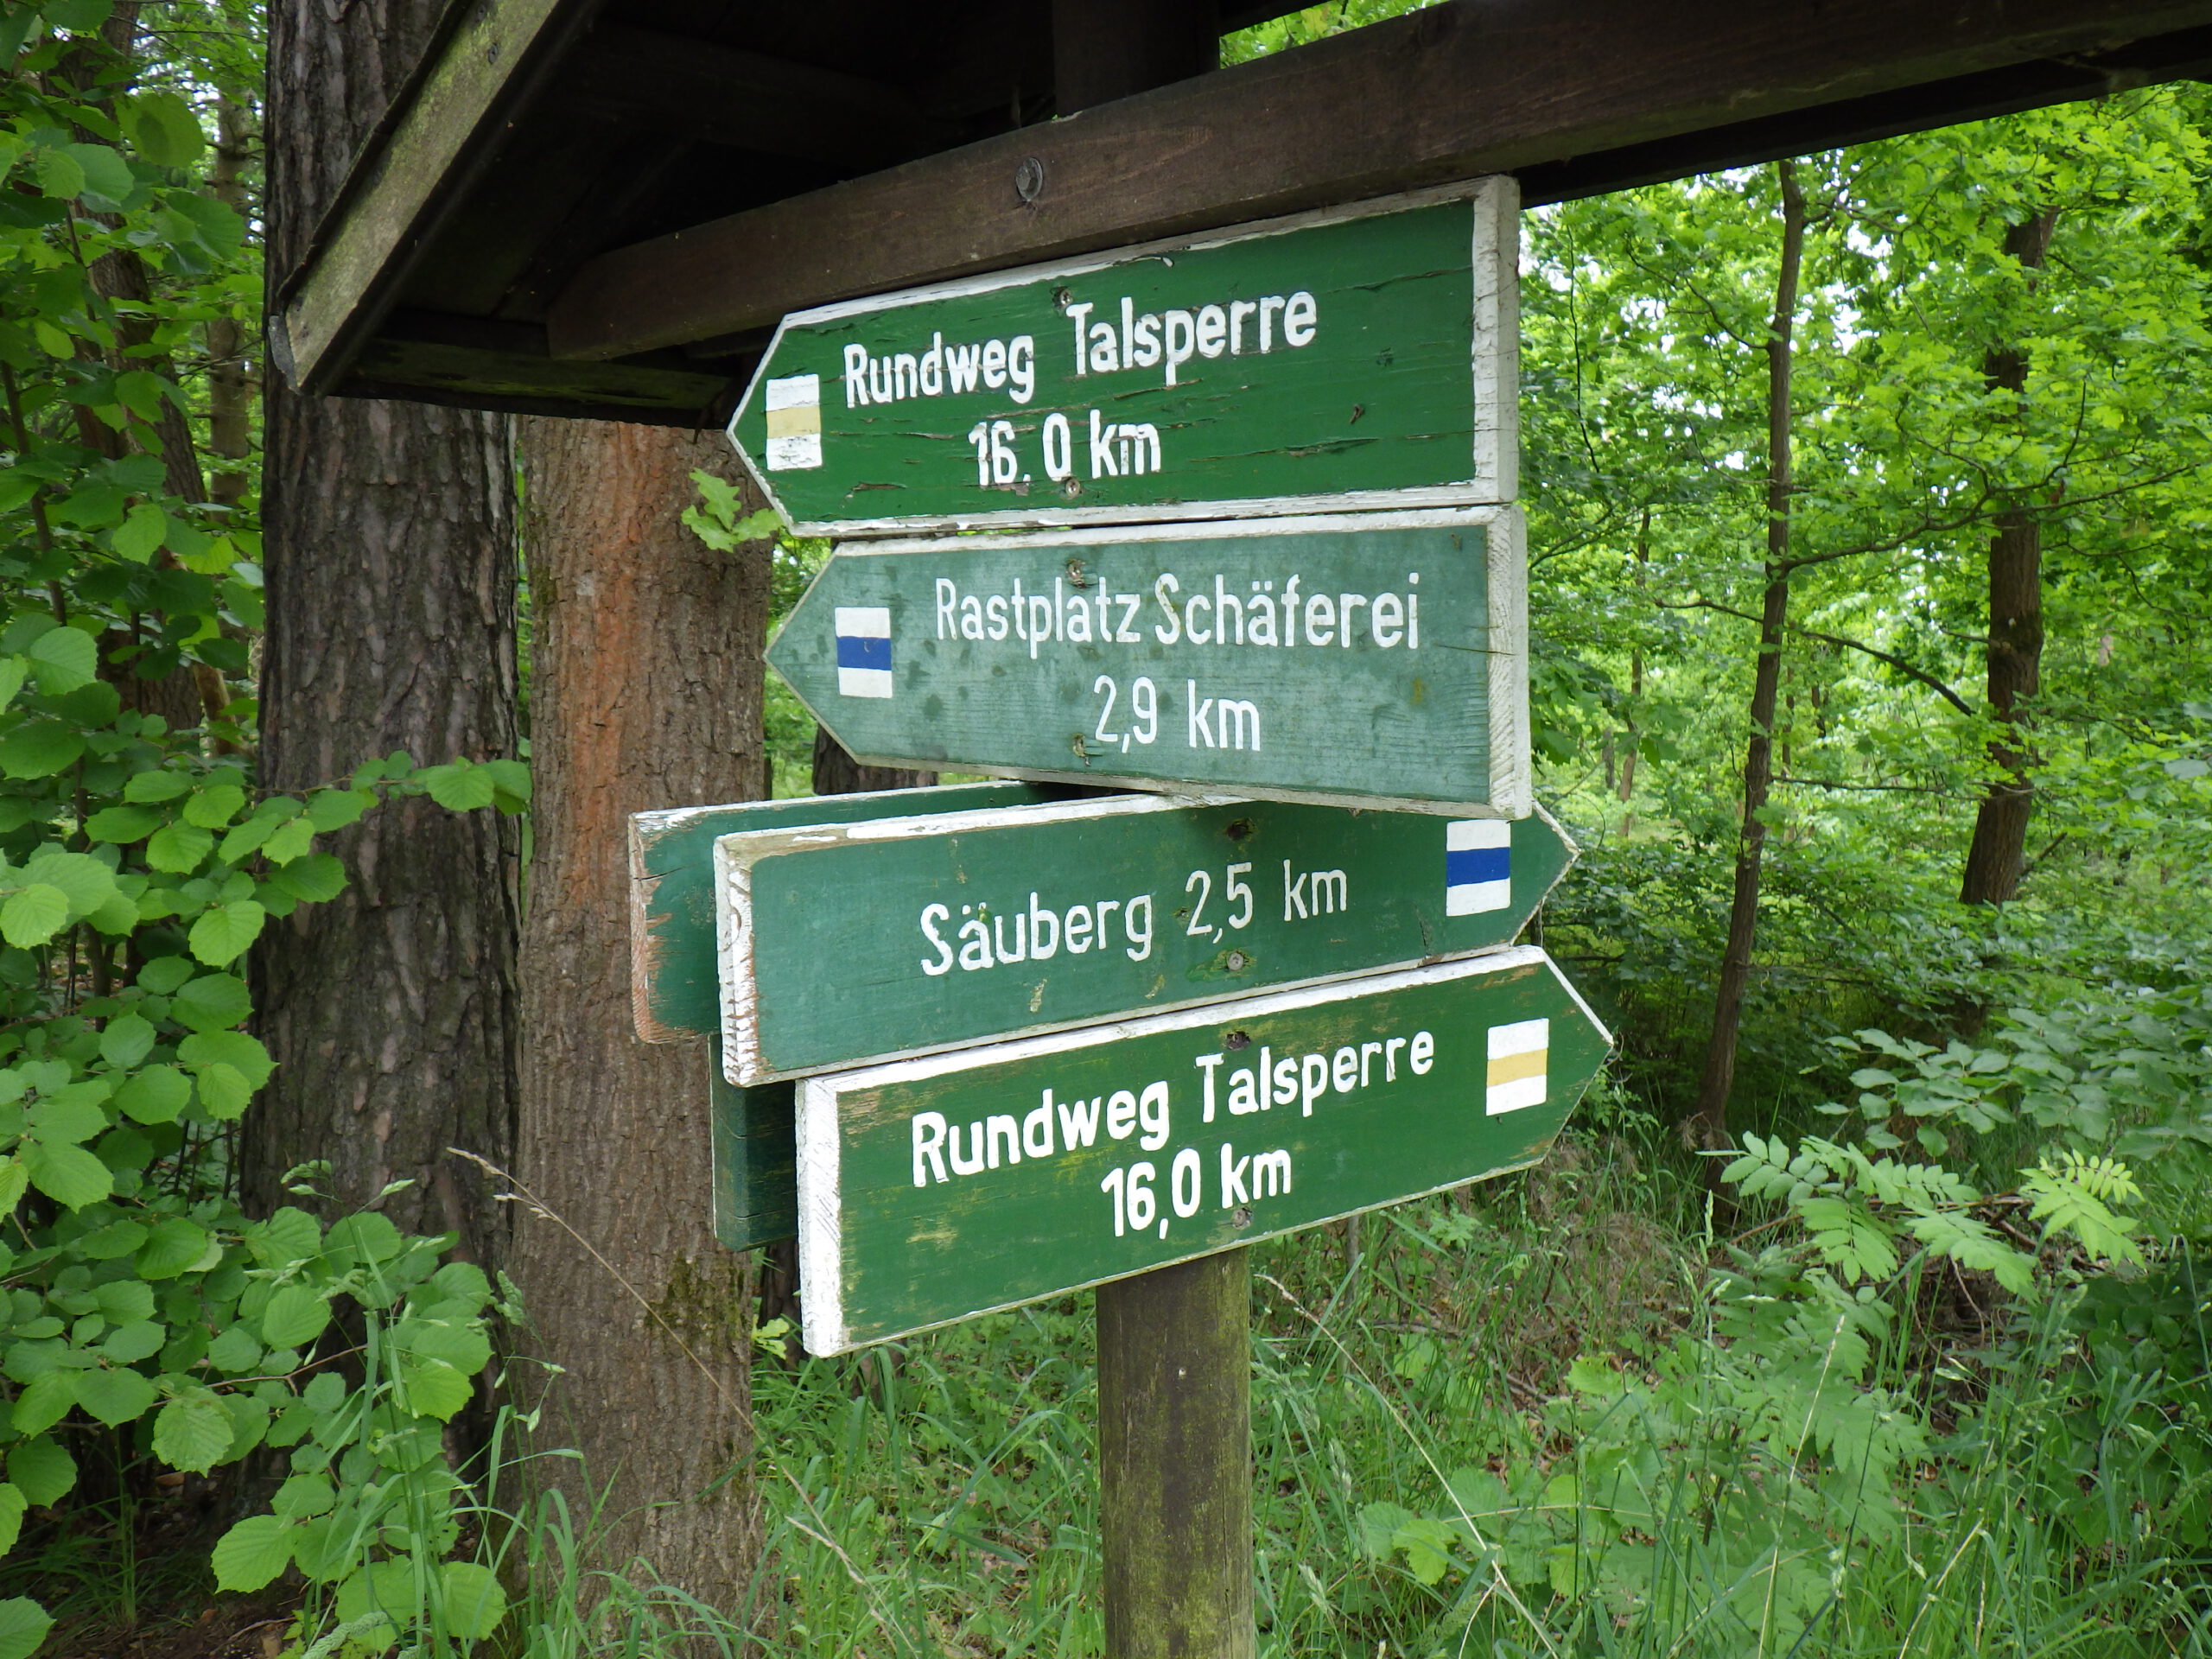 Rundweg Talsperre
16.0 km
Rastplatz Schäferei
2,9 km
Säuberg 2,5 km
Rundweg Talsperre
16,0 km